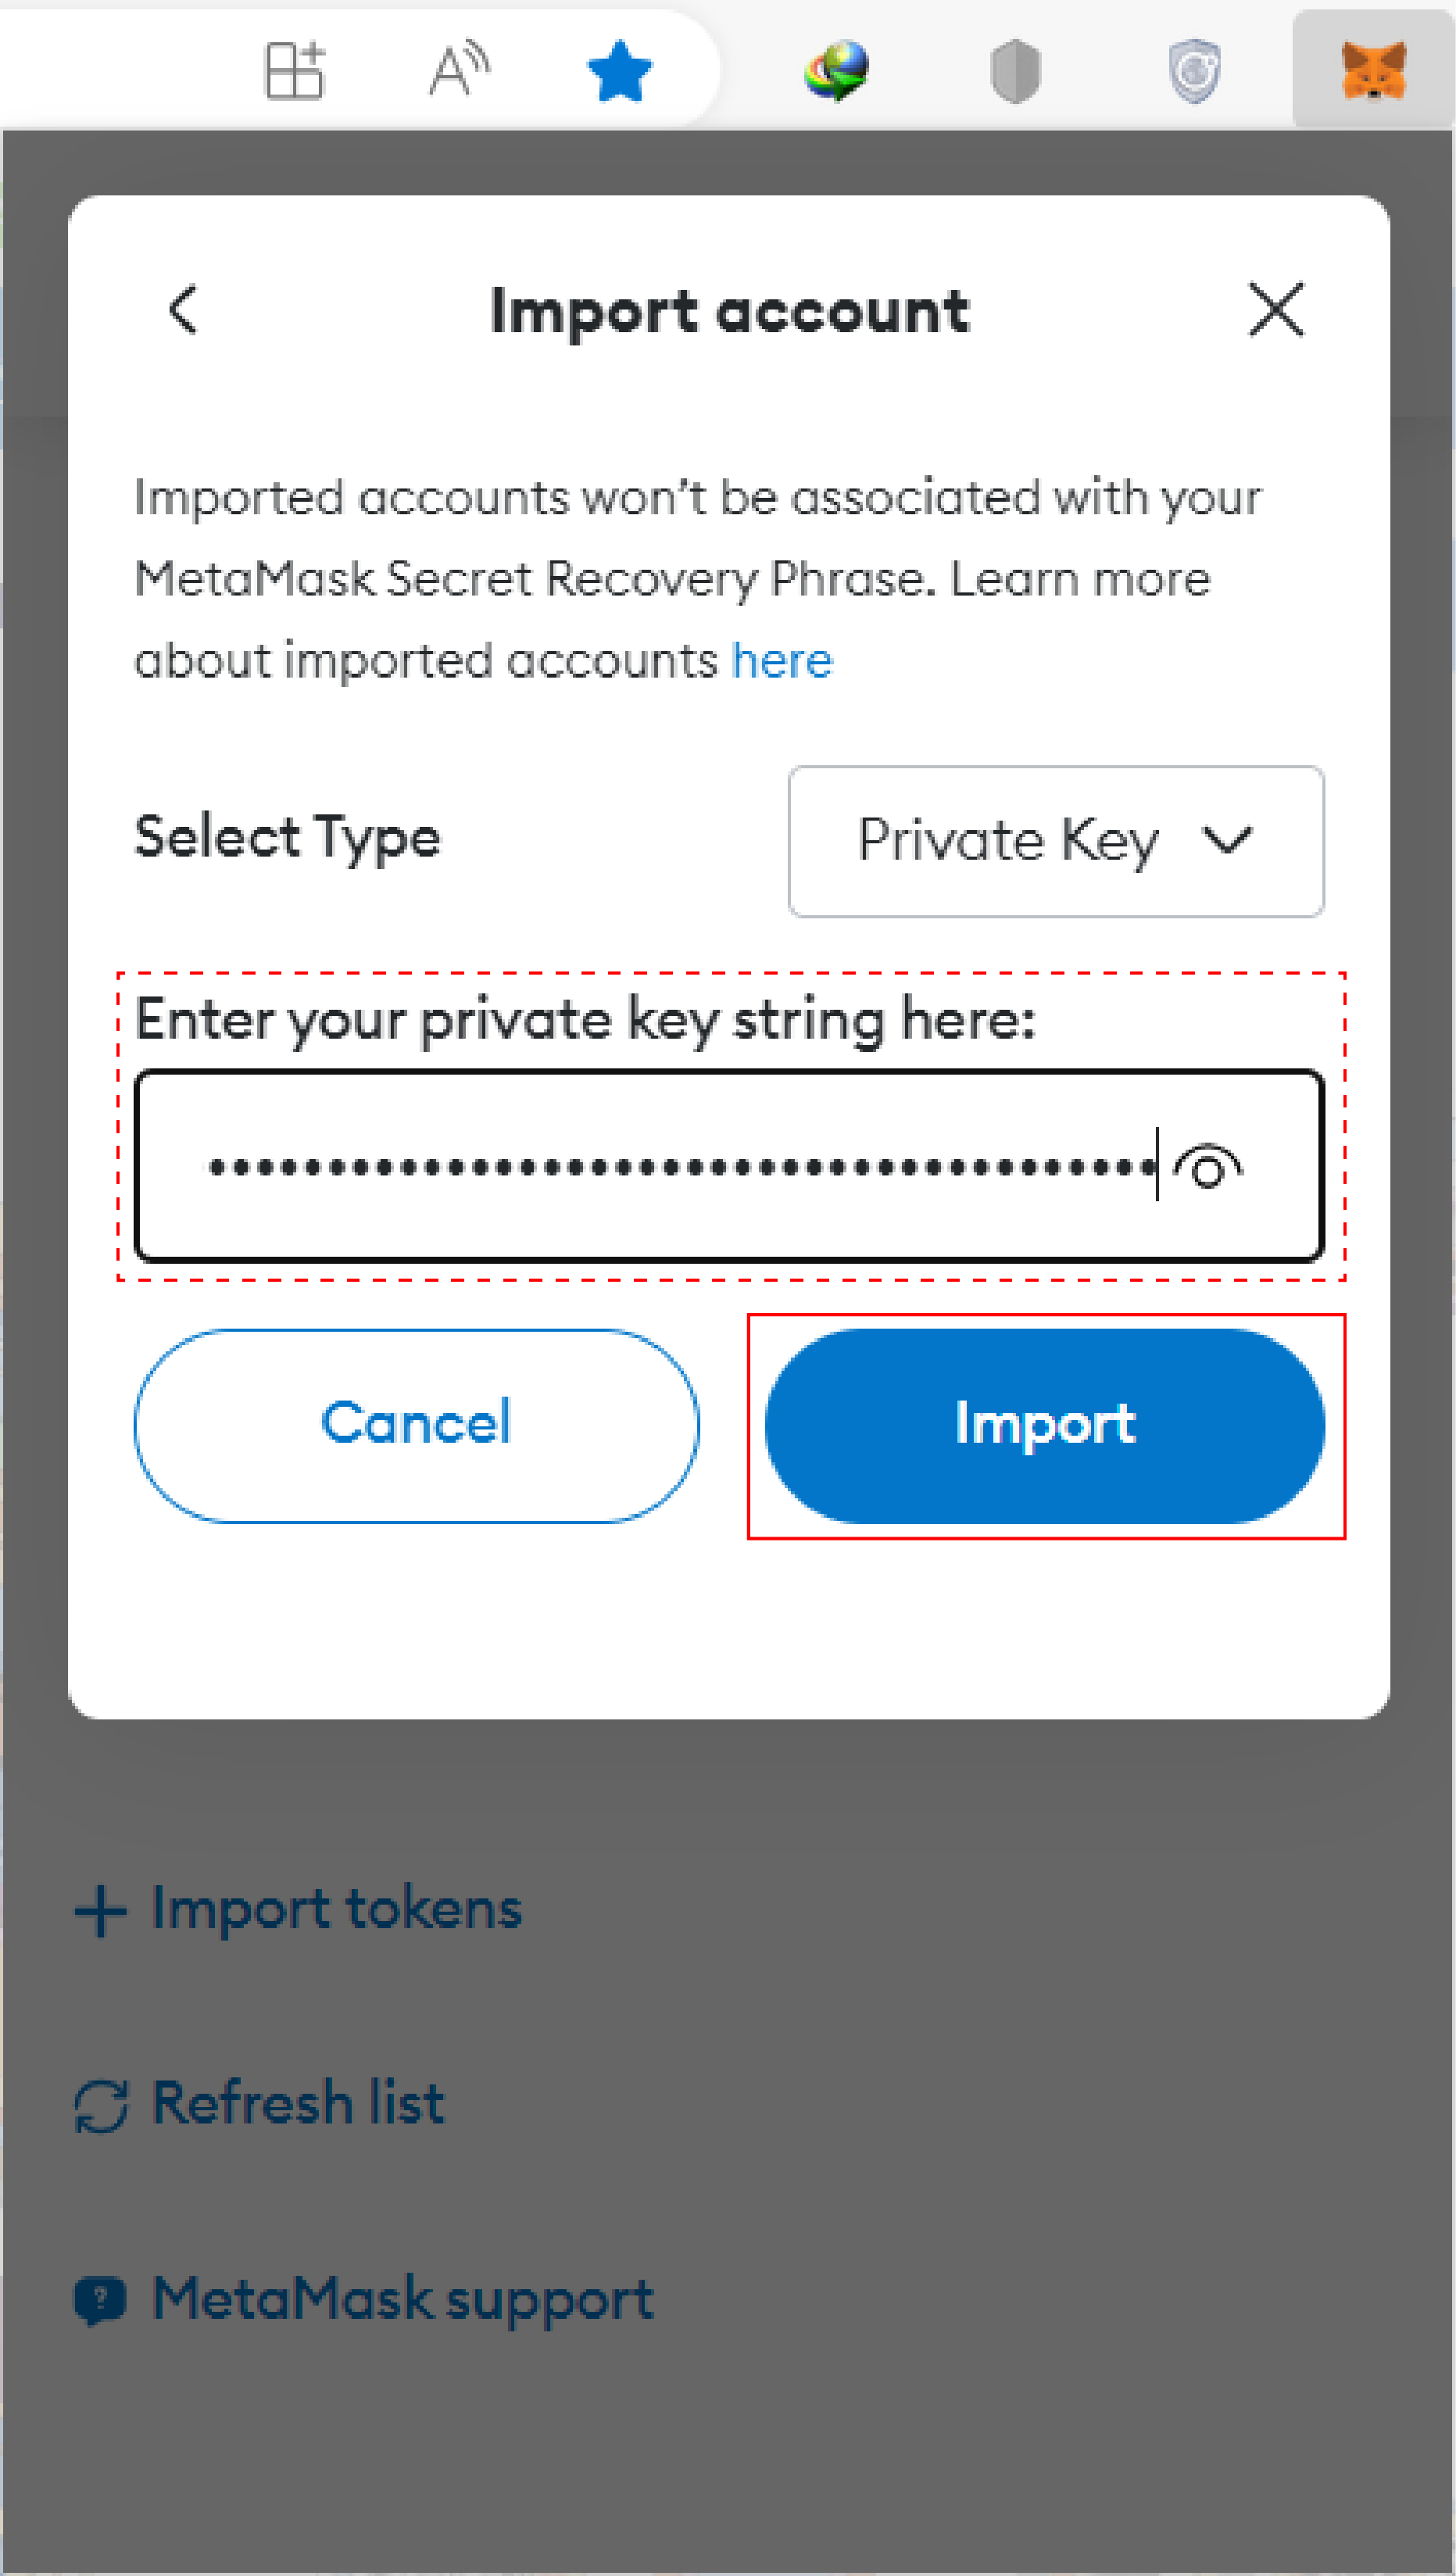 Import account
Imported accounts won't be associated with your
MetaMask Secret Recovery Phrase. Learn more
about imported accounts here
Select Type
Private Key
Enter your private key string here:
Cancel
Import
Import tokens
Refresh list
MetaMask support